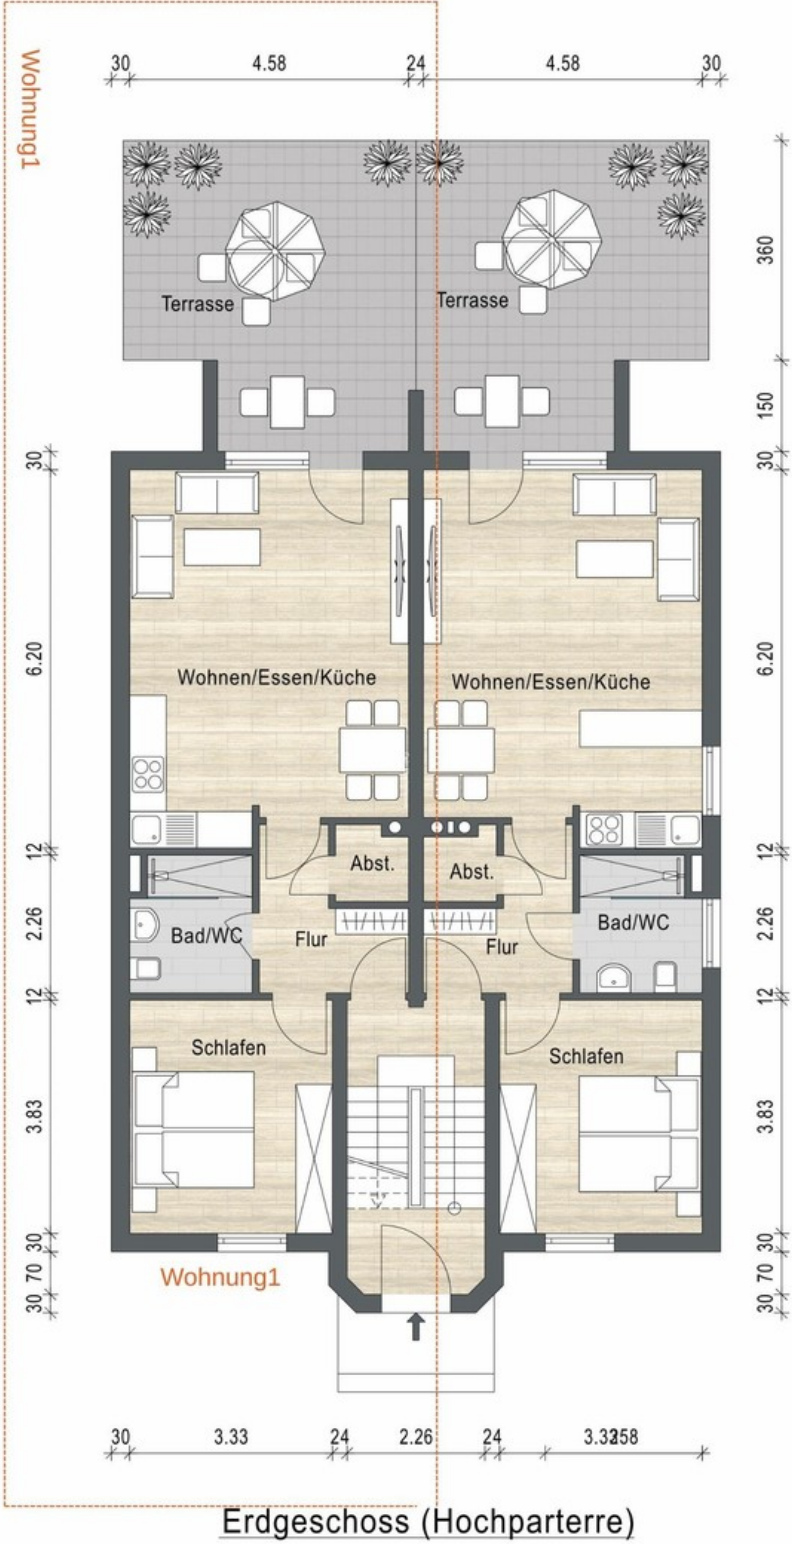 Wohnung1
30 4.58 24 4.58 30
360
Terrasse
Terrasse
150
30
30
6.20
6.20
Wohnen/Essen/Küche
Wohnen/Essen/Küche
12
12
Abst.
Abst.
2.26
2.26
Bad/WC
Flur
Flur
Bad/WC
12
12
Schlafen
Schlafen
3.83
3.83
30
30
70
70
30
30
Wohnung1
30 3.33 24 2.26 24
Erdgeschoss (Hochparterre)